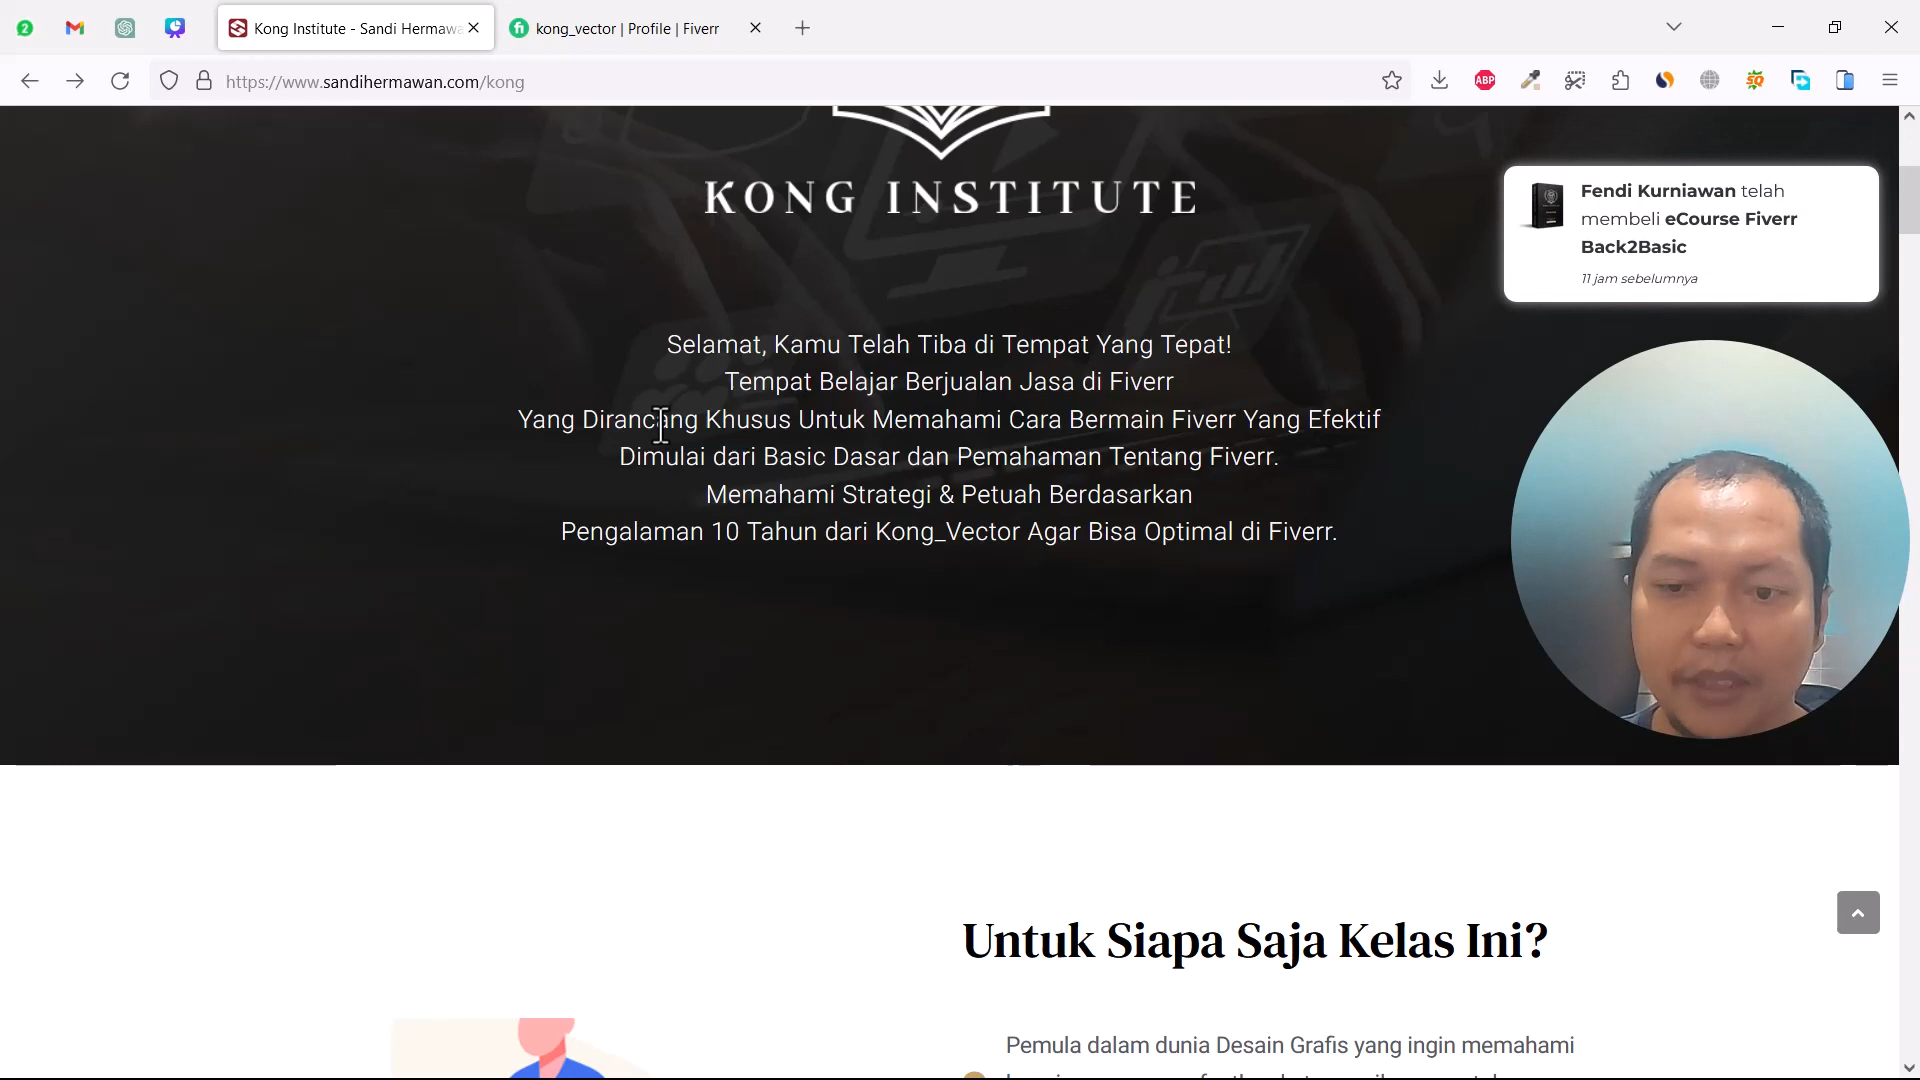 2
Kong Institute - Sandi Hermawa
kong_vector | Profile | Fiverr
https://www.sandihermawan.com/kong
ABP
KONG INSTITUTE
Fendi Kurniawan telah
membeli eCourse Fiverr
Back2Basic
11 jam sebelumnya
Selamat, Kamu Telah Tiba di Tempat Yang Tepat!
Tempat Belajar Berjualan Jasa di Fiverr
Yang Dirancang Khusus Untuk Memahami Cara Bermain Fiverr Yang Efektif
Dimulai dari Basic Dasar dan Pemahaman Tentang Fiverr.
Memahami Strategi & Petuah Berdasarkan
Pengalaman 10 Tahun dari Kong_Vector Agar Bisa Optimal di Fiverr.
Untuk Siapa Saja Kelas Ini?
Pemula dalam dunia Desain Grafis yang ingin memahami